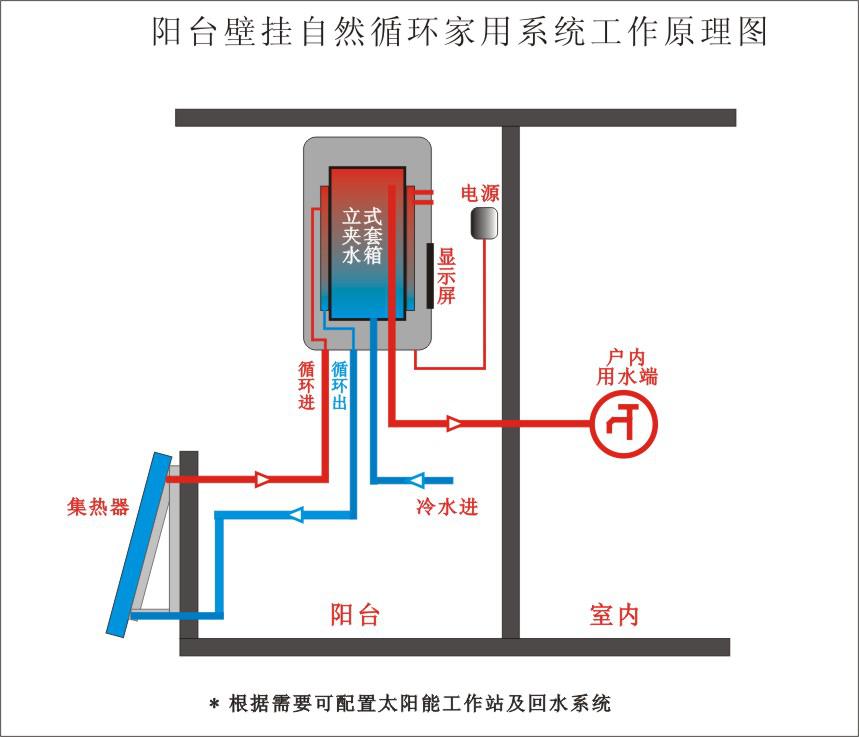 阳台壁挂自然循环家用系统工作原理图
电源
立式
夹套
水箱
显示屏
户内
用水端
循环进
循环出
集热器
冷水进
阳台
室内
* 根据需要可配置太阳能工作站及回水系统